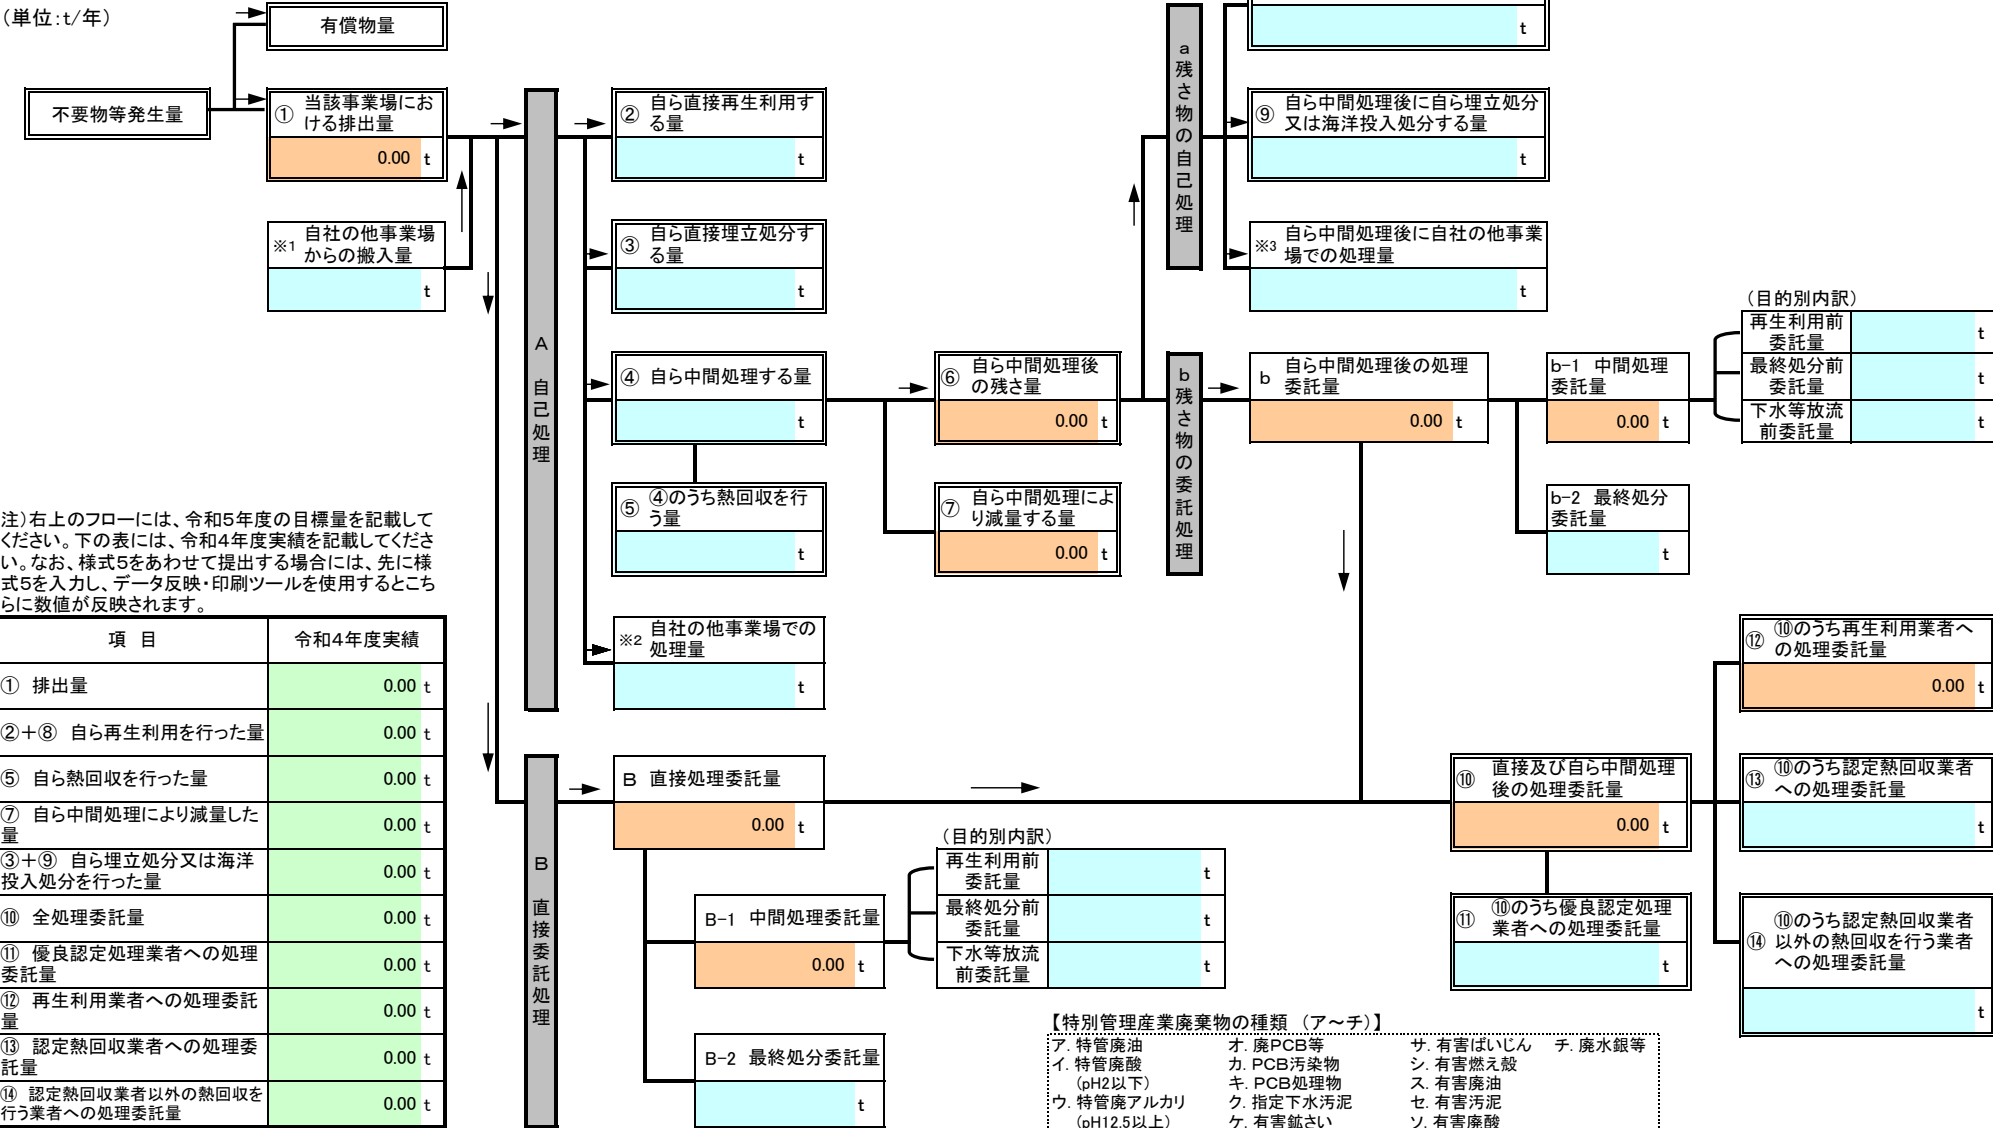 （単位：t/年）
有償物量
不要物等発生量
① 当該事業場にお
ける排出量
0.00 t
※1 自社の他事業場
からの搬入量
t
A 自己処理
② 自ら直接再生利用す
る量
t
③ 自ら直接埋立処分す
る量
t
④ 自ら中間処理する量
t
⑤ ④のうち熱回収を行
う量
t
※2 自社の他事業場での
処理量
t
⑥ 自ら中間処理後
の残さ量
0.00 t
⑦ 自ら中間処理によ
り減量する量
0.00 t
a 残さ物の自己処理
t
⑨ 自ら中間処理後に自ら埋立処分
又は海洋投入処分する量
t
※3 自ら中間処理後に自社の他事業
場での処理量
t
b 残さ物の委託処理
b 自ら中間処理後の処理
委託量
0.00 t
b-1 中間処理
委託量
0.00 t
b-2 最終処分
委託量
t
（目的別内訳）
再生利用前
委託量
t
最終処分前
委託量
t
下水等放流
前委託量
t
注）右上のフローには、令和5年度の目標量を記載して
ください。下の表には、令和4年度実績を記載してくださ
い。なお、様式5をあわせて提出する場合には、先に様
式5を入力し、データ反映・印刷ツールを使用するとこち
らに数値が反映されます。
項 目 令和4年度実績
① 排出量 0.00 t
②＋⑧ 自ら再生利用を行った量 0.00 t
⑤ 自ら熱回収を行った量 0.00 t
⑦ 自ら中間処理により減量した
量 0.00 t
③＋⑨ 自ら埋立処分又は海洋
投入処分を行った量 0.00 t
⑩ 全処理委託量 0.00 t
⑪ 優良認定処理業者への処理
委託量 0.00 t
⑫ 再生利用業者への処理委託
量 0.00 t
⑬ 認定熱回収業者への処理委
託量 0.00 t
⑭ 認定熱回収業者以外の熱回収を
行う業者への処理委託量 0.00 t
B 直接委託処理
B 直接処理委託量
0.00 t
B-1 中間処理委託量
0.00 t
B-2 最終処分委託量
t
（目的別内訳）
再生利用前
委託量
t
最終処分前
委託量
t
下水等放流
前委託量
t
⑩ 直接及び自ら中間処理
後の処理委託量
0.00 t
⑪ ⑩のうち優良認定処理
業者への処理委託量
t
⑫ ⑩のうち再生利用業者へ
の処理委託量
0.00 t
⑬ ⑩のうち認定熱回収業者
への処理委託量
t
⑭ ⑩のうち認定熱回収業者
以外の熱回収を行う業者
への処理委託量
t
【特別管理産業廃棄物の種類 （ア～チ）】
ア. 特管廃油 オ. 廃PCB等 サ. 有害ばいじん チ. 廃水銀等
イ. 特管廃酸 カ. PCB汚染物 シ. 有害燃え殻
（pH2以下） キ. PCB処理物 ス. 有害廃油
ウ. 特管廃アルカリ ク. 指定下水汚泥 セ. 有害汚泥
（pH12.5以上） ケ. 有害鉱さい ソ. 有害廃酸